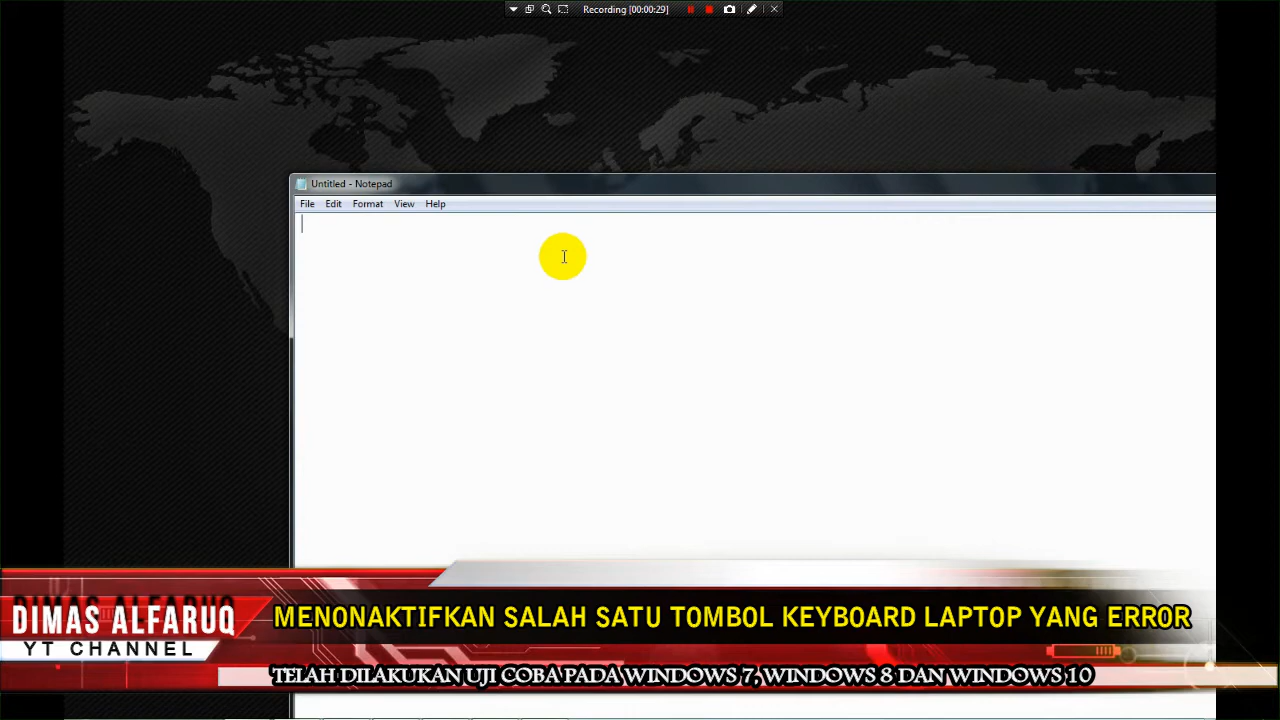 Recording [00:00:29]
Untitled - Notepad
File Edit Format View Help
DIMAS ALFARUQ
YT CHANNEL
MENONAKTIFKAN SALAH SATU TOMBOL KEYBOARD LAPTOP YANG ERROR
TELAH DILAKUKAN UJI COBA PADA WINDOWS 7, WINDOWS 8 DAN WINDOWS 10